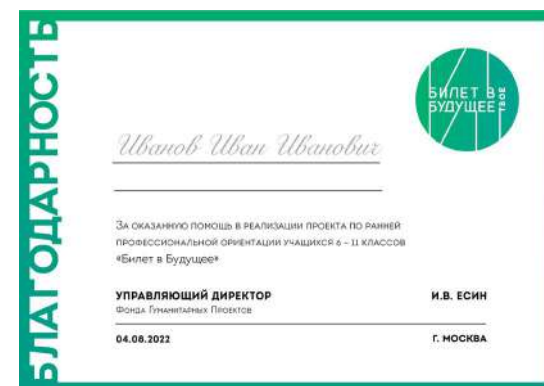 БЛАГОДАРНОСТЬ
БИЛЕТ В
БУДУЩЕЕ
ТВОЁ
Иванов Иван Иванович
За оказанную помощь в реализации проекта по ранней
профессиональной ориентации учащихся 6 – 11 классов
«Билет в Будущее»
УПРАВЛЯЮЩИЙ ДИРЕКТОР
И.В. ЕСИН
Фонда Гуманитарных Проектов
04.08.2022
Г. МОСКВА